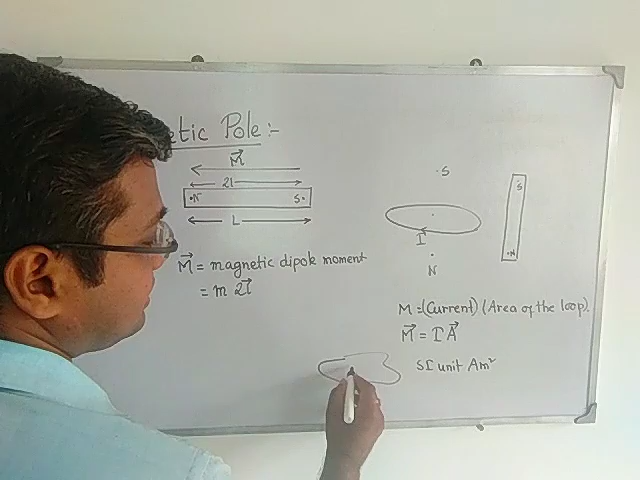 etic Pole:-
M
2l
N S
L
M = magnetic dipole moment
= m 2l
S
I
N
S
N
M = (Current) (Area of the loop).
M = I A
SI unit Am²